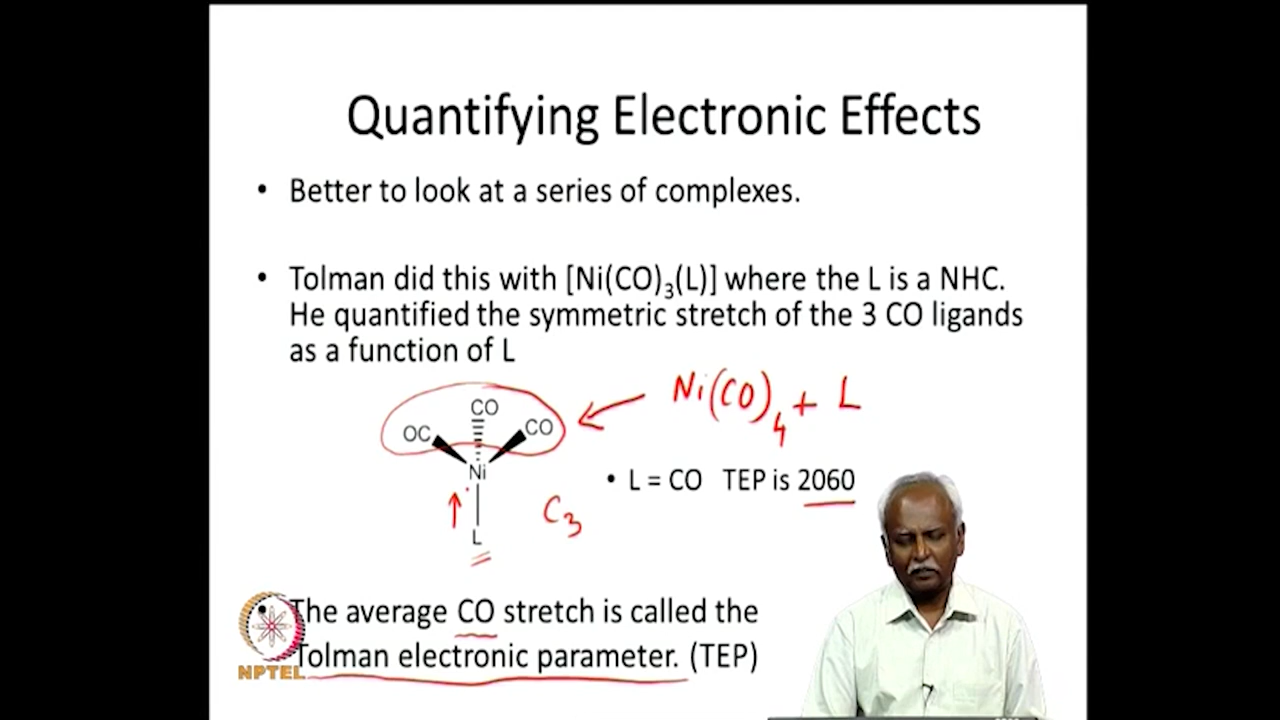 Quantifying Electronic Effects
• Better to look at a series of complexes.
• Tolman did this with [Ni(CO)₃(L)] where the L is a NHC.
He quantified the symmetric stretch of the 3 CO ligands
as a function of L
Ni(CO)₄ + L
CO
OC
CO
Ni
• L = CO TEP is 2060
C₃
L
• The average CO stretch is called the
Tolman electronic parameter. (TEP)
NPTEL